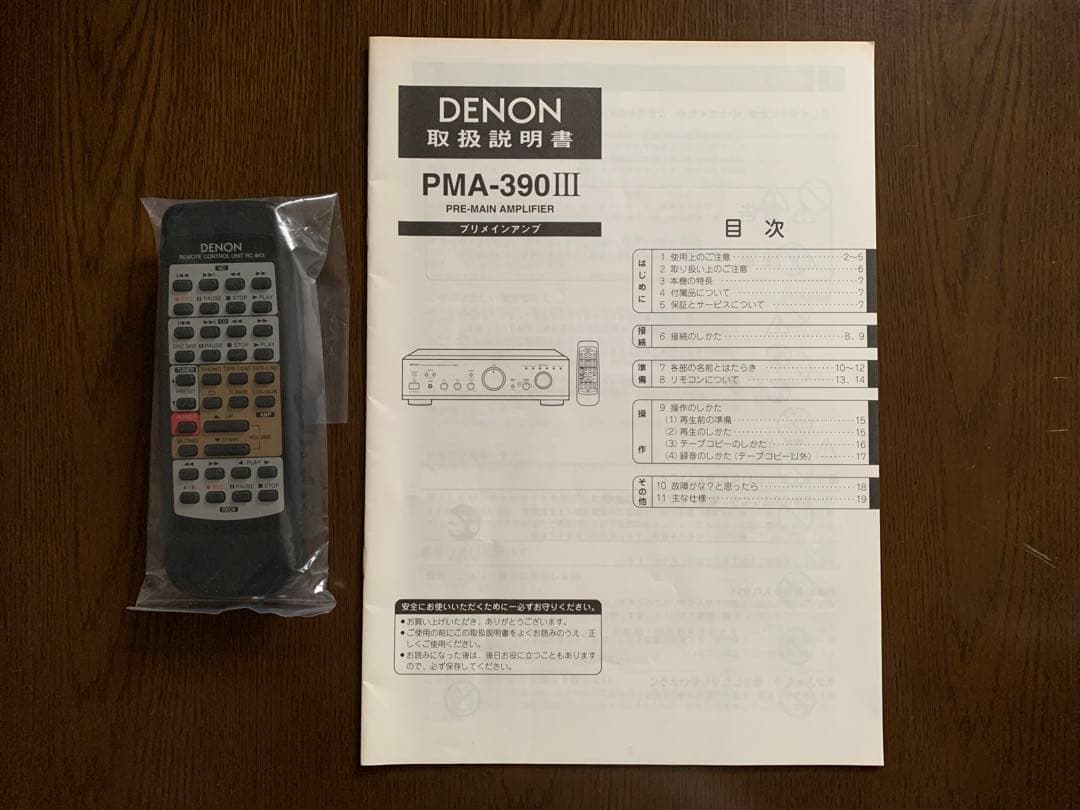 DENON
REMOTE CONTROL UNIT RC-843
MD
REC PAUSE STOP PLAY
CD
DISC SKIP PAUSE STOP PLAY
TUNER PHONO
PRESET CD TUNER DVD/AUX
AMP
POWER UP
VOLUME
MUTING DOWN
PLAY
A/B REC PAUSE STOP
DECK
DENON
取扱説明書
PMA-390III
PRE-MAIN AMPLIFIER
プリメインアンプ
目次
はじめに
1 使用上のご注意 2〜5
2 取り扱い上のご注意 6
3 本機の特長 7
4 付属品について 7
5 保証とサービスについて 7
接続
6 接続のしかた 8、9
準備
7 各部の名前とはたらき 10〜12
8 リモコンについて 13、14
操作
9 操作のしかた
(1) 再生前の準備 15
(2) 再生のしかた 15
(3) テープコピーのしかた 16
(4) 録音のしかた(テープコピー以外) 17
その他
10 故障かな?と思ったら 18
11 主な仕様 19
安全にお使いいただくために―必ずお守りください。
●お買い上げいただき、ありがとうございます。
●ご使用の前にこの取扱説明書をよくお読みのうえ、正
しくご使用ください。
●お読みになった後は、後日お役に立つこともあります
ので、必ず保存してください。